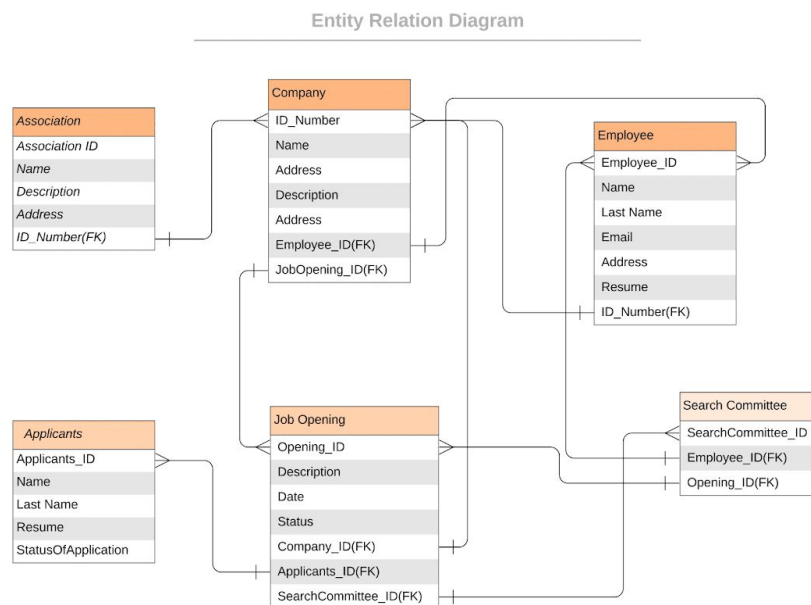 Entity Relation Diagram
Company
ID_Number
Name
Address
Description
Address
Employee_ID(FK)
JobOpening_ID(FK)
Association
Association ID
Name
Description
Address
ID_Number(FK)
Employee
Employee_ID
Name
Last Name
Email
Address
Resume
ID_Number(FK)
Applicants
Applicants_ID
Name
Last Name
Resume
StatusOfApplication
Job Opening
Opening_ID
Description
Date
Status
Company_ID(FK)
Applicants_ID(FK)
SearchCommittee_ID(FK)
Search Committee
SearchCommittee_ID
Employee_ID(FK)
Opening_ID(FK)